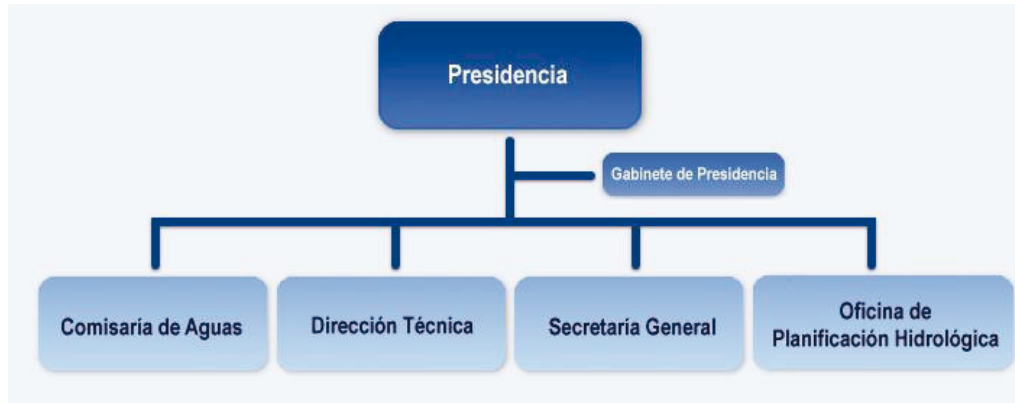 Presidencia
Gabinete de Presidencia
Comisaría de Aguas
Dirección Técnica
Secretaría General
Oficina de
Planificación Hidrológica